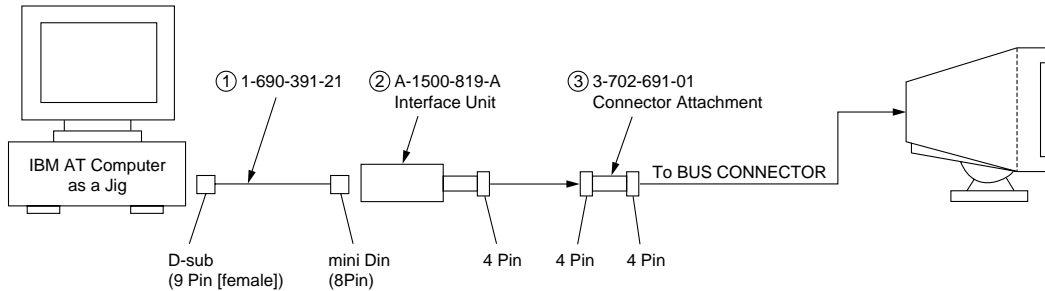 ① 1-690-391-21
② A-1500-819-A
Interface Unit
③ 3-702-691-01
Connector Attachment
IBM AT Computer
as a Jig
To BUS CONNECTOR
D-sub
(9 Pin [female])
mini Din
(8Pin)
4 Pin
4 Pin
4 Pin